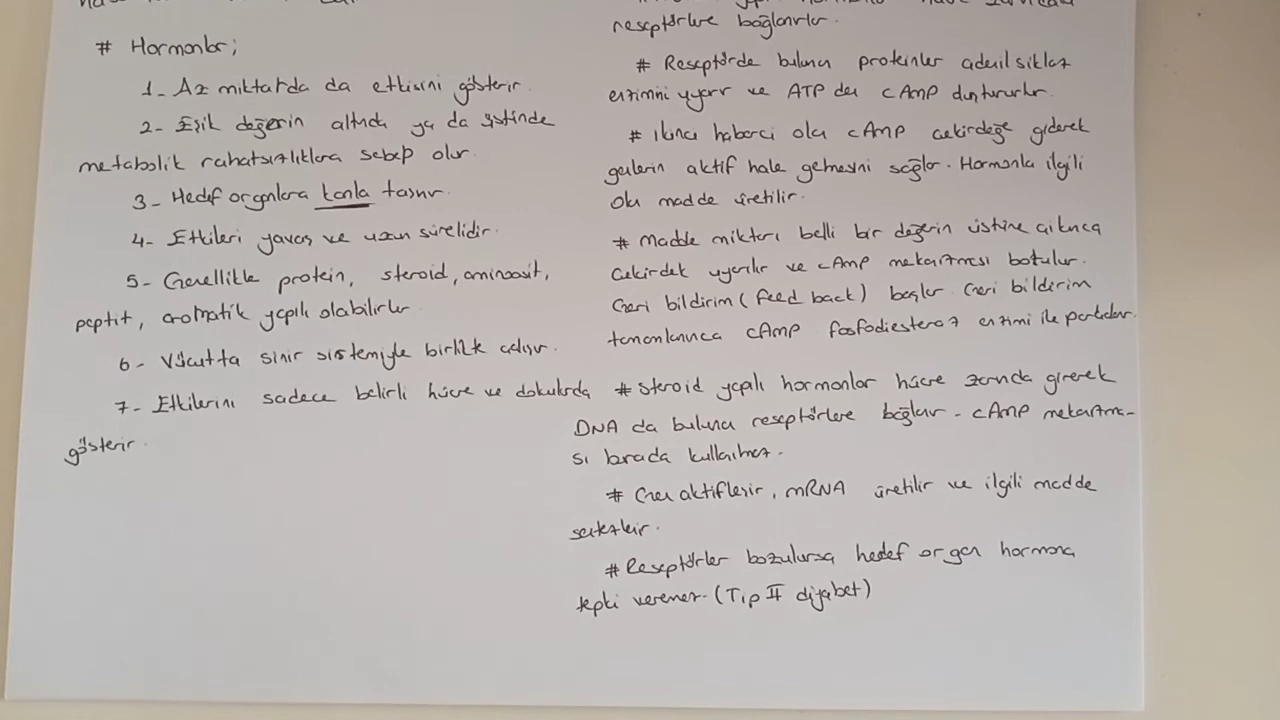 # Hormonlar;
1- Az miktarda da etkisini gösterir.
2- Eşik değerin altında ya da üstünde
metabolik rahatsızlıklara sebep olur.
3- Hedef organlara kanla taşınır.
4- Etkileri yavaş ve uzun sürelidir.
5- Genellikle protein, steroid, aminoasit,
peptit, aromatik yapılı olabilirler.
6- Vücutta sinir sistemiyle birlikte çalışır.
7- Etkilerini sadece belirli hücre ve dokularda
gösterir.
reseptörlere bağlanırlar.
# Reseptörde bulunan proteinler adenil siklaz
enzimini uyarır ve ATP den cAMP oluştururlar.
# İkinci haberci olan cAMP çekirdeğe giderek
genlerin aktif hale gelmesini sağlar. Hormonla ilgili
olan madde üretilir.
# Madde miktarı belli bir değerin üstüne çıkınca
çekirdek uyarılır ve cAMP mekanizması bozulur.
Geri bildirim (feed back) başlar. Geri bildirim
tamamlanınca cAMP fosfodiesteraz enzimi ile parçalanır.
# Steroid yapılı hormonlar hücre zarından girerek
DNA da bulunan reseptörlere bağlanır. cAMP mekanizma-
sı burada kullanılmaz.
# Gen aktifleşir, mRNA üretilir ve ilgili madde
sentezlenir.
# Reseptörler bozulursa hedef organ hormona
tepki veremez. (Tip II diyabet)